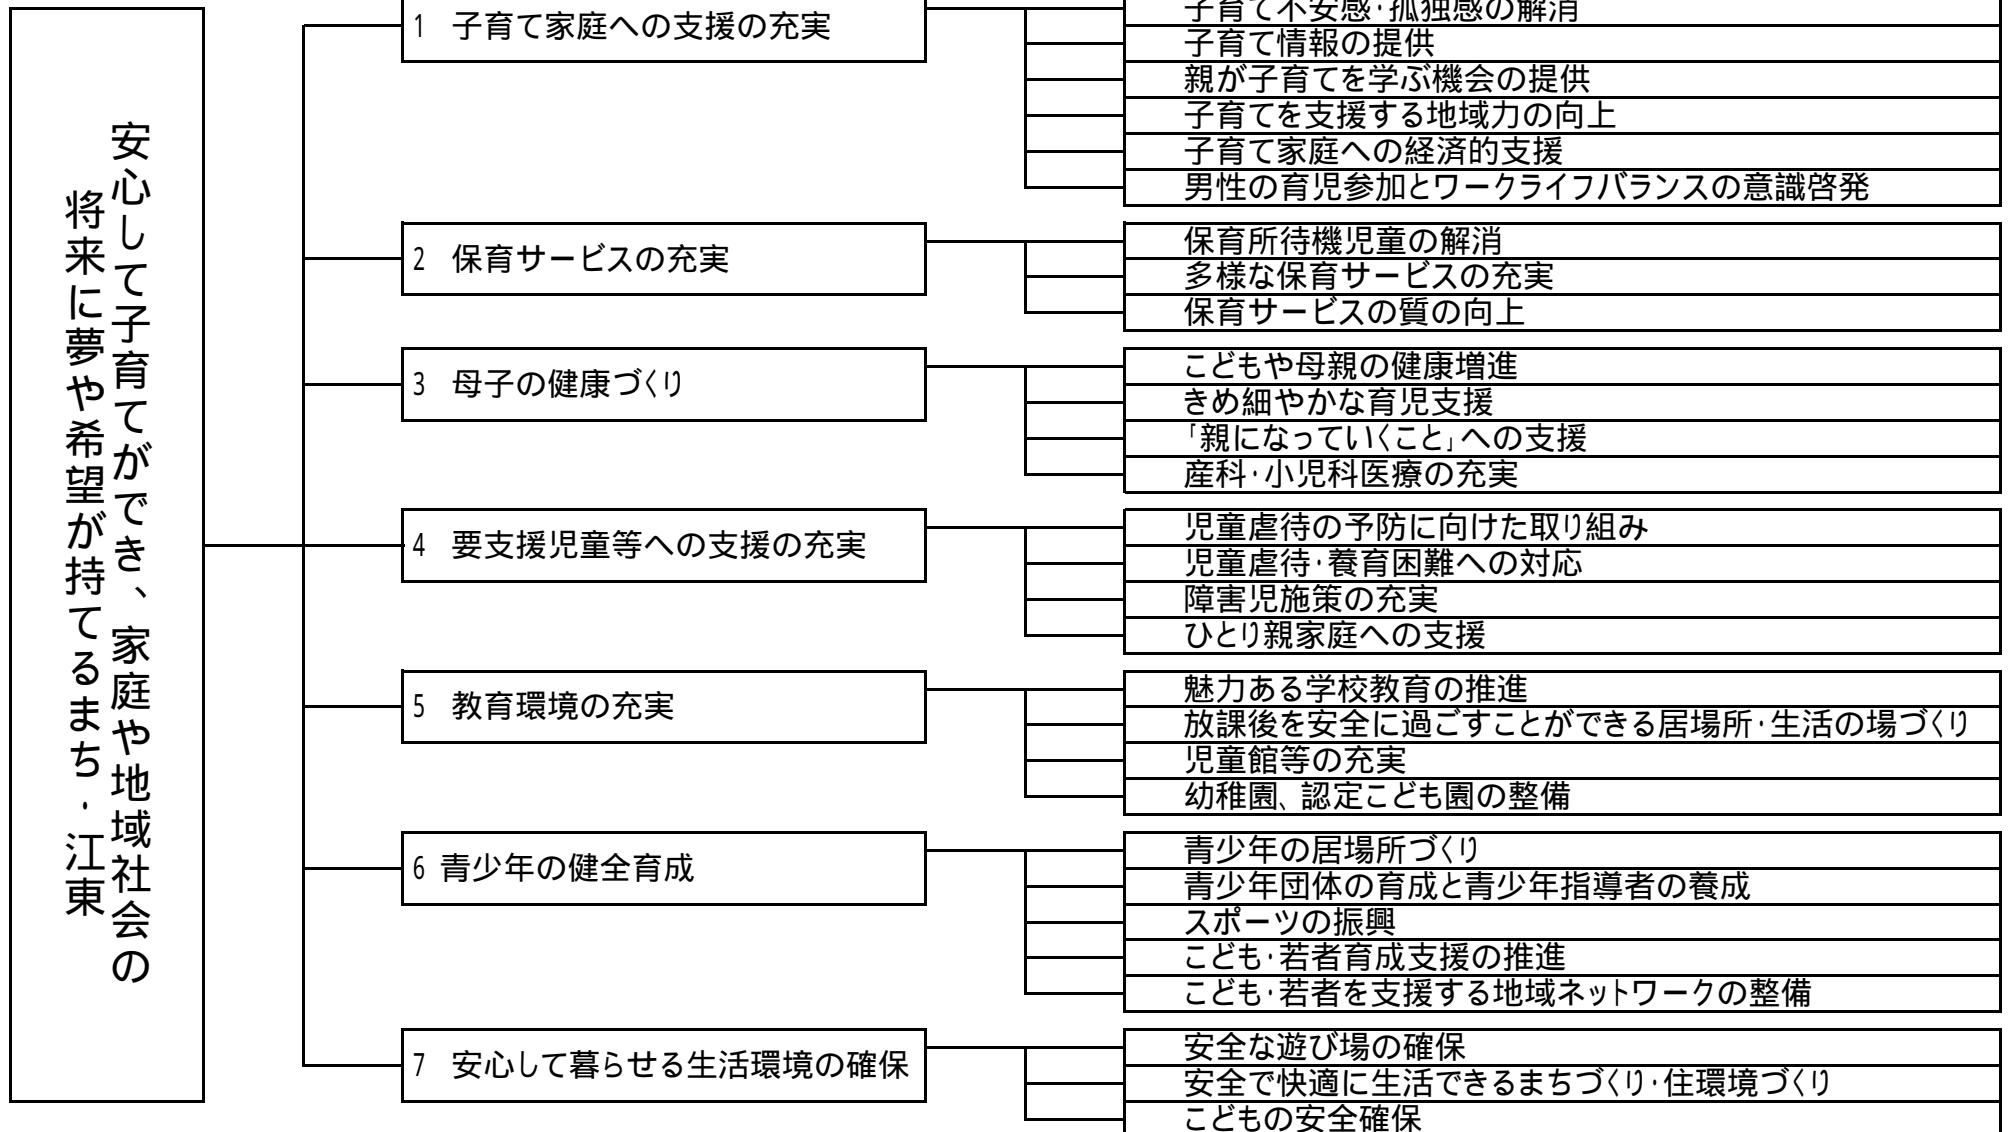 安心して子育てができ、家庭や地域社会の
将来に夢や希望が持てるまち・江東
1 子育て家庭への支援の充実
子育て不安感・孤独感の解消
子育て情報の提供
親が子育てを学ぶ機会の提供
子育てを支援する地域力の向上
子育て家庭への経済的支援
男性の育児参加とワークライフバランスの意識啓発
2 保育サービスの充実
保育所待機児童の解消
多様な保育サービスの充実
保育サービスの質の向上
3 母子の健康づくり
こどもや母親の健康増進
きめ細やかな育児支援
「親になっていくこと」への支援
産科・小児科医療の充実
4 要支援児童等への支援の充実
児童虐待の予防に向けた取り組み
児童虐待・養育困難への対応
障害児施策の充実
ひとり親家庭への支援
5 教育環境の充実
魅力ある学校教育の推進
放課後を安全に過ごすことができる居場所・生活の場づくり
児童館等の充実
幼稚園、認定こども園の整備
6 青少年の健全育成
青少年の居場所づくり
青少年団体の育成と青少年指導者の養成
スポーツの振興
こども・若者育成支援の推進
こども・若者を支援する地域ネットワークの整備
7 安心して暮らせる生活環境の確保
安全な遊び場の確保
安全で快適に生活できるまちづくり・住環境づくり
こどもの安全確保